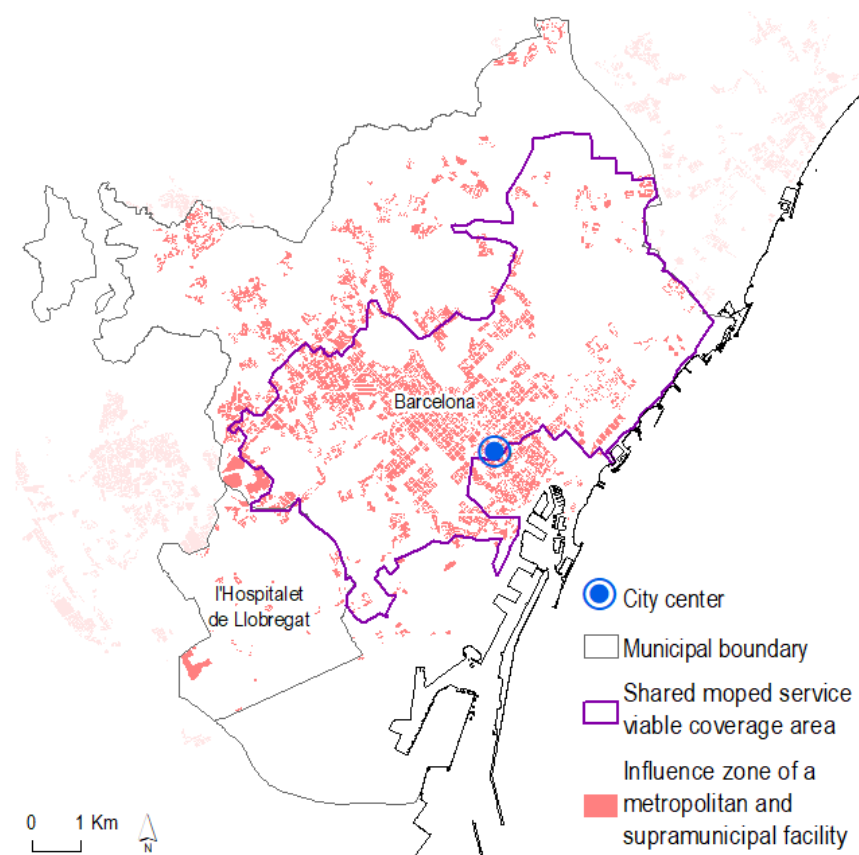 Barcelona
l'Hospitalet
de Llobregat
City center
Municipal boundary
Shared moped service
viable coverage area
Influence zone of a
metropolitan and
supramunicipal facility
0 1 Km
N